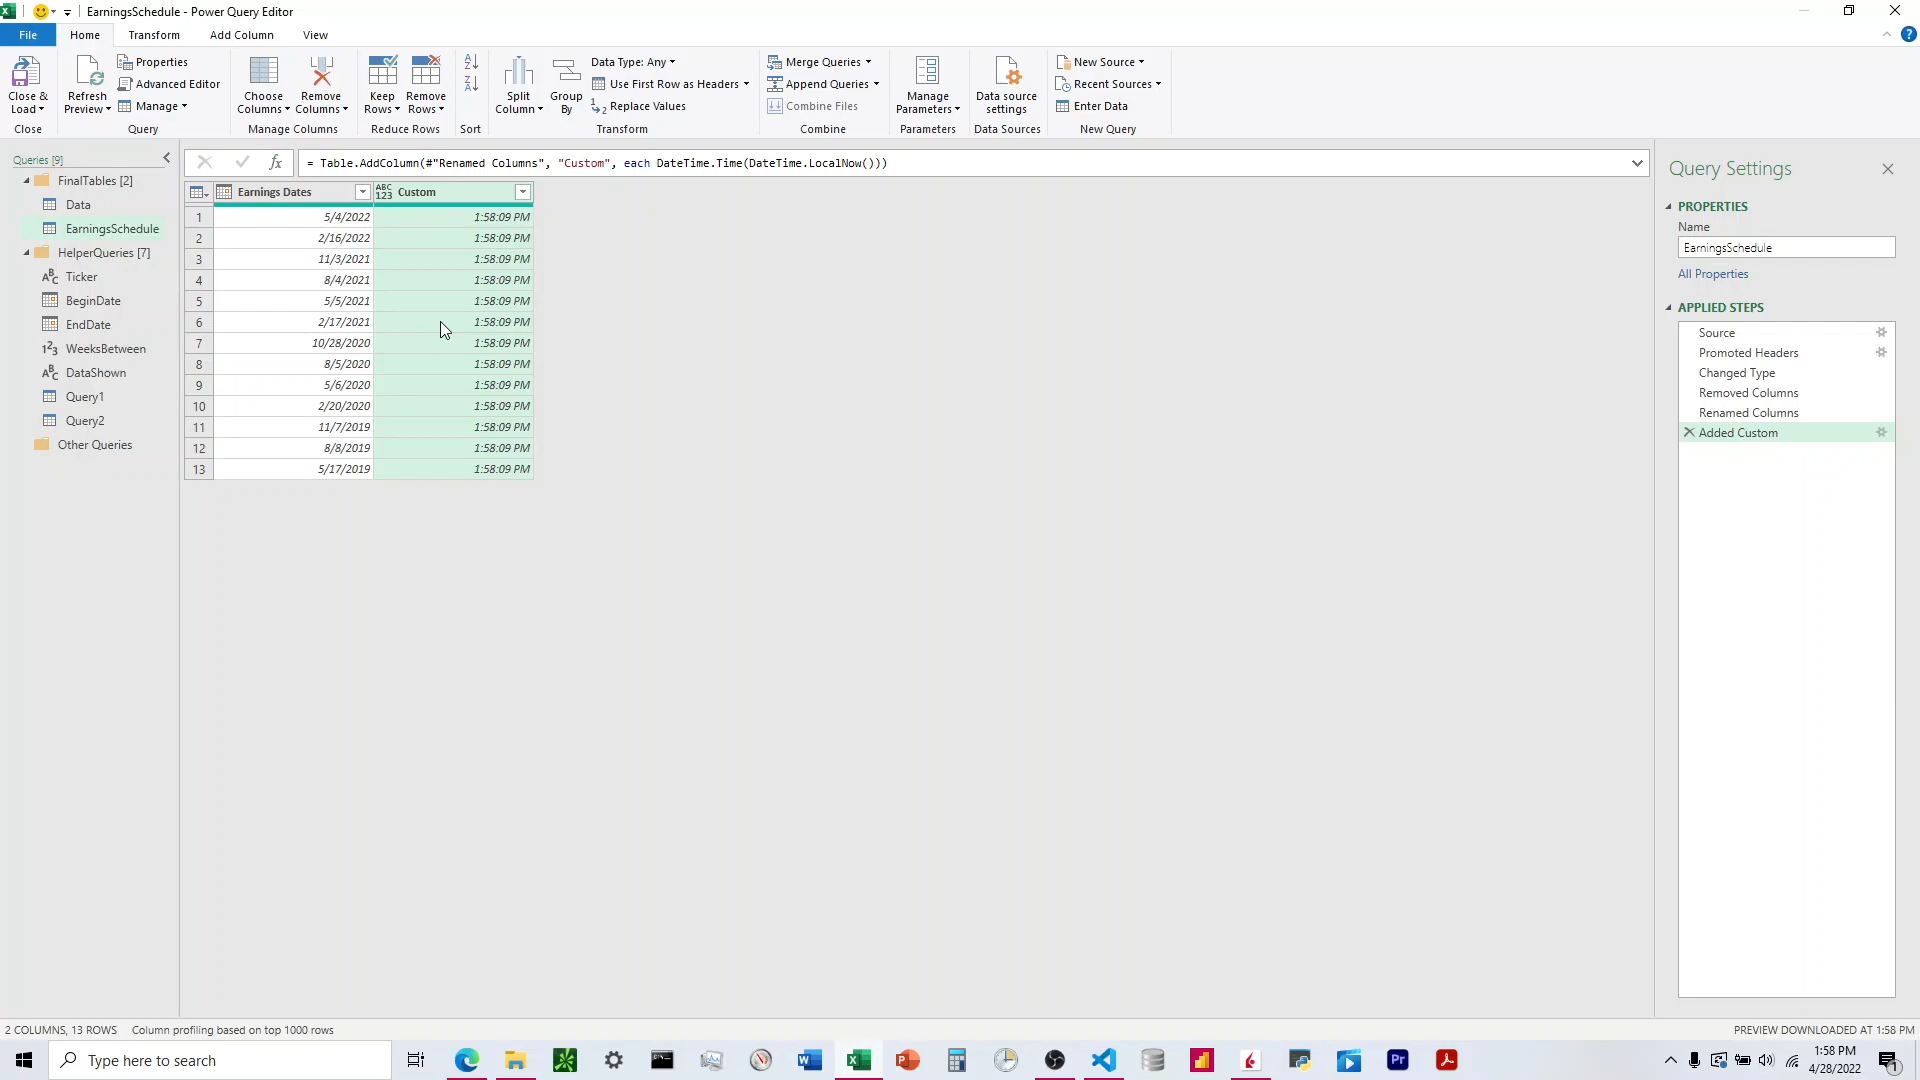 EarningsSchedule - Power Query Editor
File Home Transform Add Column View
Close & Load
Close
Refresh Preview
Properties
Advanced Editor
Manage
Query
Choose Columns
Remove Columns
Manage Columns
Keep Rows
Remove Rows
Reduce Rows
Sort
Split Column
Group By
Data Type: Any
Use First Row as Headers
Replace Values
Transform
Merge Queries
Append Queries
Combine Files
Combine
Manage Parameters
Parameters
Data source settings
Data Sources
New Source
Recent Sources
Enter Data
New Query
Queries [9]
FinalTables [2]
Data
EarningsSchedule
HelperQueries [7]
Ticker
BeginDate
EndDate
WeeksBetween
DataShown
Query1
Query2
Other Queries
= Table.AddColumn(#"Renamed Columns", "Custom", each DateTime.Time(DateTime.LocalNow()))
Earnings Dates ABC 123 Custom
1 5/4/2022 1:58:09 PM
2 2/16/2022 1:58:09 PM
3 11/3/2021 1:58:09 PM
4 8/4/2021 1:58:09 PM
5 5/5/2021 1:58:09 PM
6 2/17/2021 1:58:09 PM
7 10/28/2020 1:58:09 PM
8 8/5/2020 1:58:09 PM
9 5/6/2020 1:58:09 PM
10 2/20/2020 1:58:09 PM
11 11/7/2019 1:58:09 PM
12 8/8/2019 1:58:09 PM
13 5/17/2019 1:58:09 PM
Query Settings
PROPERTIES
Name
EarningsSchedule
All Properties
APPLIED STEPS
Source
Promoted Headers
Changed Type
Removed Columns
Renamed Columns
Added Custom
2 COLUMNS, 13 ROWS Column profiling based on top 1000 rows
PREVIEW DOWNLOADED AT 1:58 PM
Type here to search
1:58 PM
4/28/2022